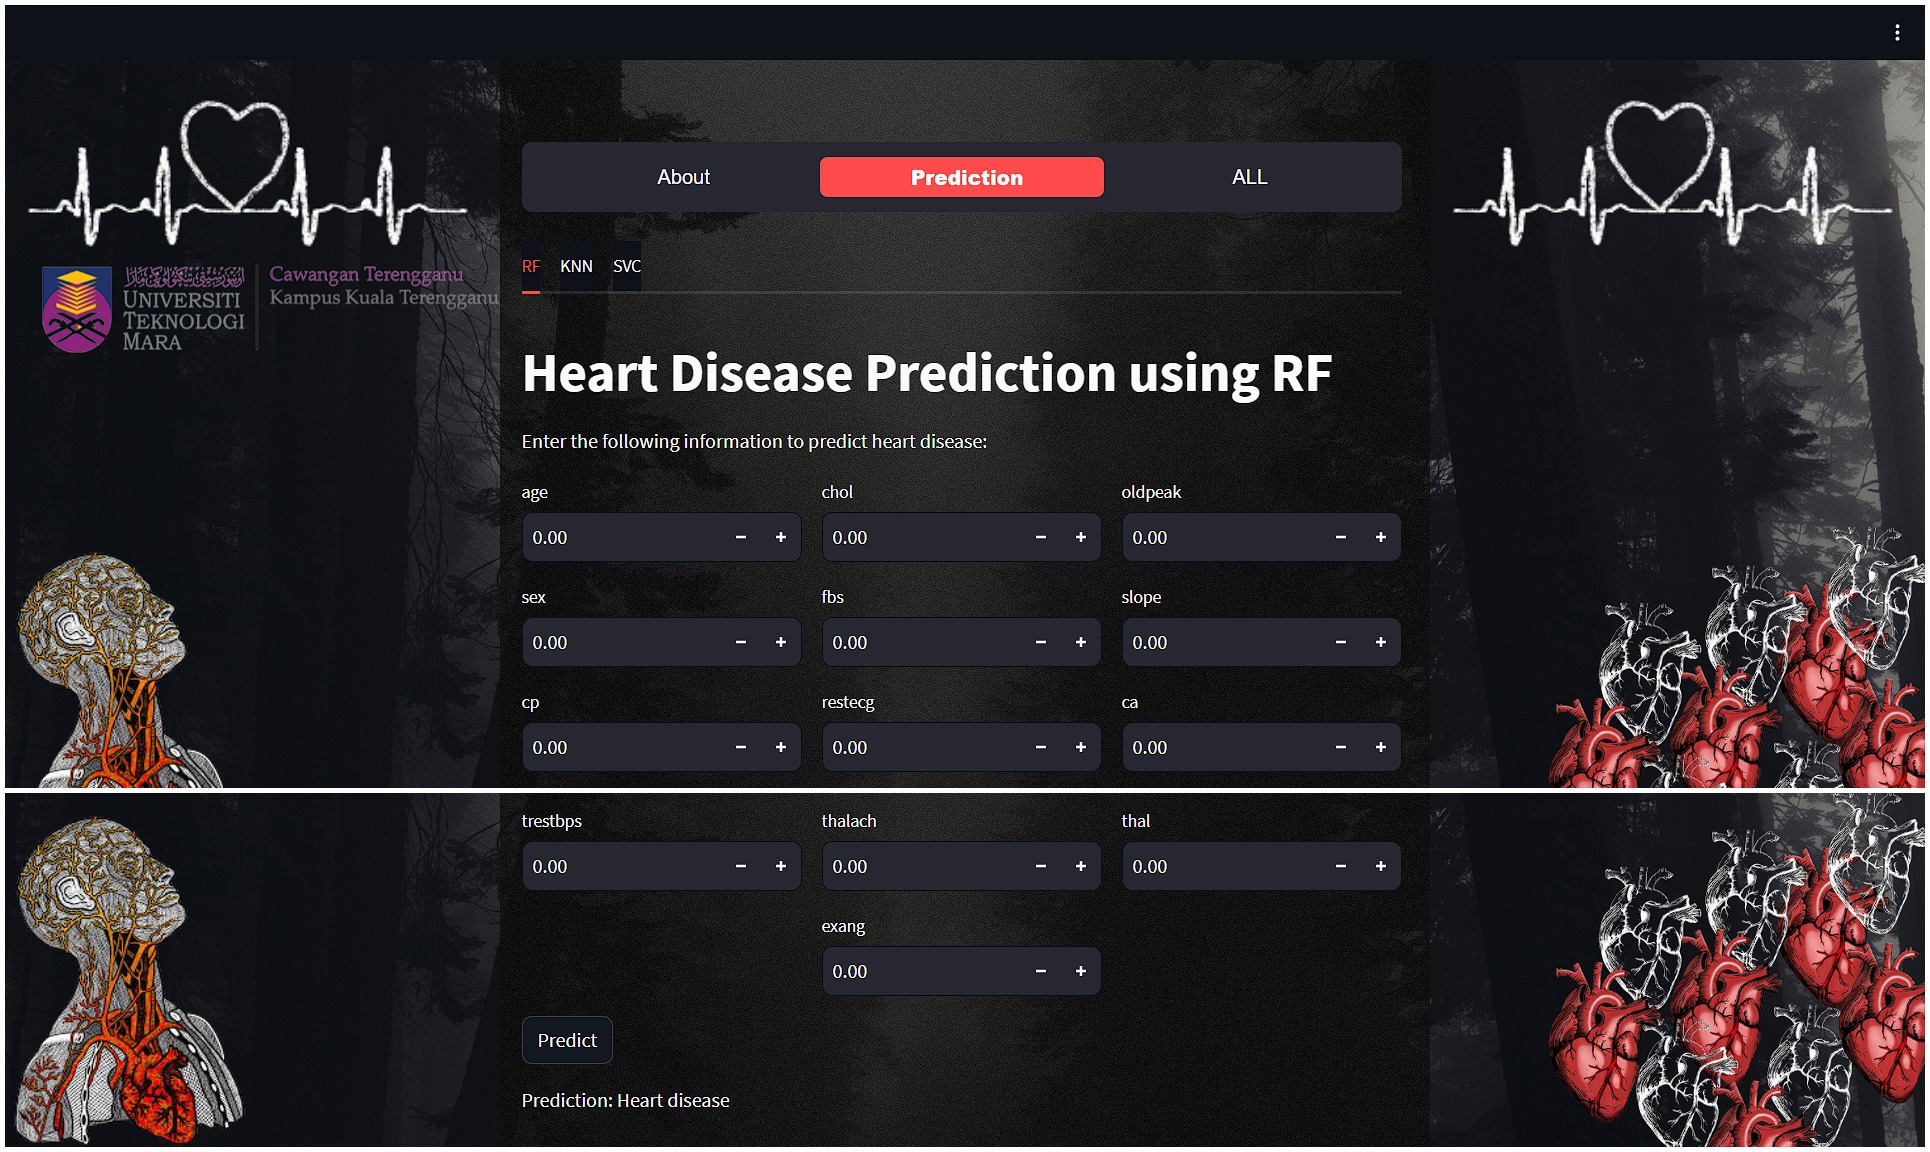 About Prediction ALL
RF KNN SVC
UNIVERSITI
TEKNOLOGI
MARA
Cawangan Terengganu
Kampus Kuala Terengganu
Heart Disease Prediction using RF
Enter the following information to predict heart disease:
age chol oldpeak
0.00 − + 0.00 − + 0.00 − +
sex fbs slope
0.00 − + 0.00 − + 0.00 − +
cp restecg ca
0.00 − + 0.00 − + 0.00 − +
trestbps thalach thal
0.00 − + 0.00 − + 0.00 − +
exang
0.00 − +
Predict
Prediction: Heart disease